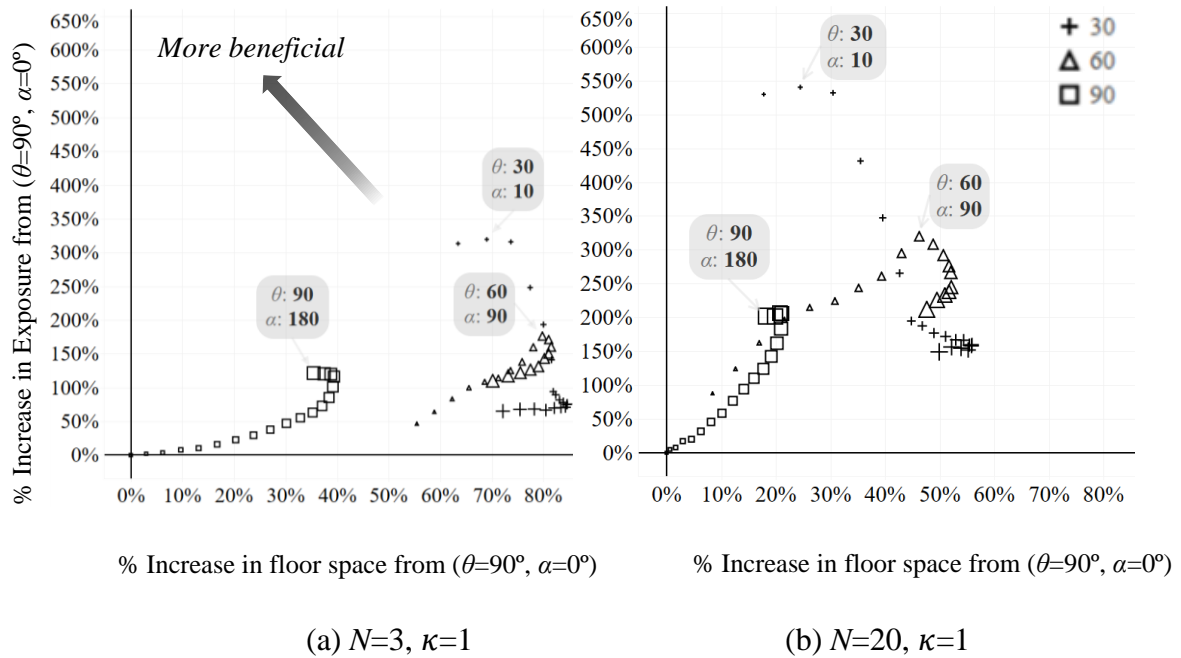 % Increase in Exposure from (θ=90º, α=0º)
650%
600%
550%
500%
450%
400%
350%
300%
250%
200%
150%
100%
50%
0%
More beneficial
θ: 30
α: 10
θ: 90
α: 180
θ: 60
α: 90
0% 10% 20% 30% 40% 50% 60% 70% 80%
% Increase in floor space from (θ=90º, α=0º)
(a) N=3, κ=1
650%
600%
550%
500%
450%
400%
350%
300%
250%
200%
150%
100%
50%
0%
θ: 30
α: 10
θ: 60
α: 90
θ: 90
α: 180
30
60
90
0% 10% 20% 30% 40% 50% 60% 70% 80%
% Increase in floor space from (θ=90º, α=0º)
(b) N=20, κ=1